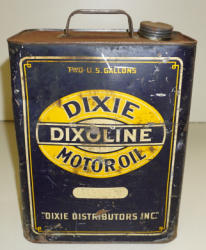 TWO U.S. GALLONS
DIXIE
DIXOLINE
MOTOR OIL
"DIXIE DISTRIBUTORS INC"